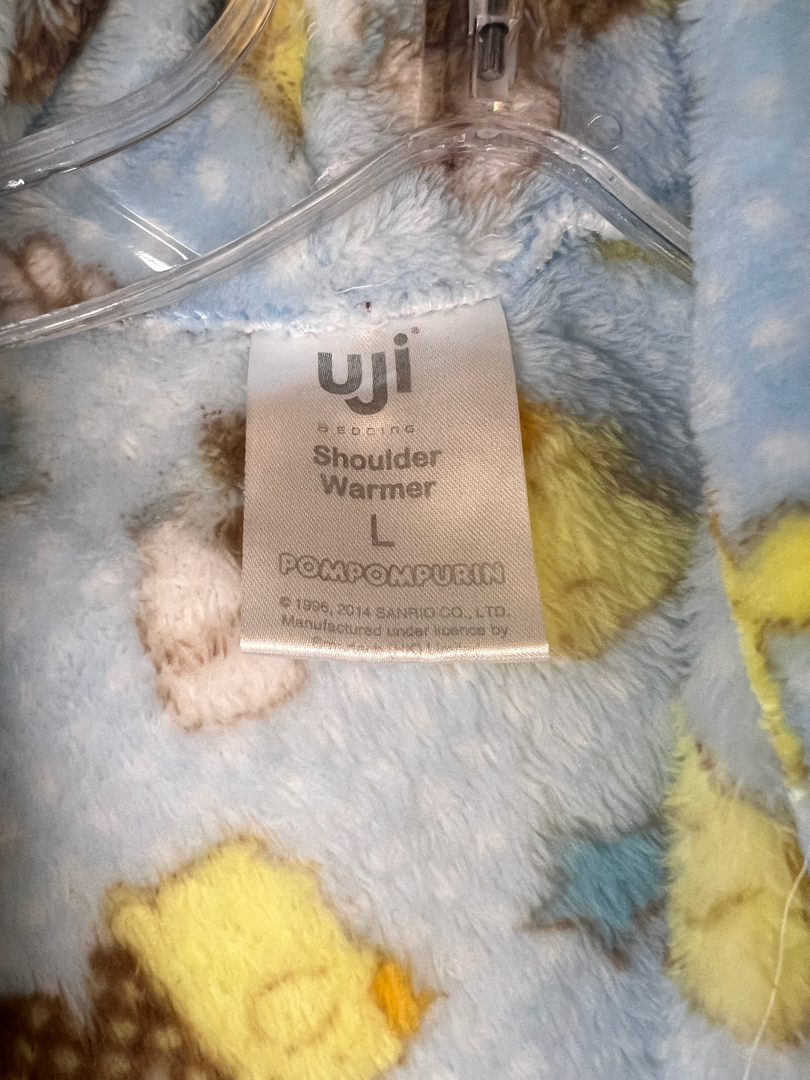 uji®
BEDDING
Shoulder
Warmer
L
POMPOMPURIN
© 1996, 2014 SANRIO CO., LTD.
Manufactured under licence by